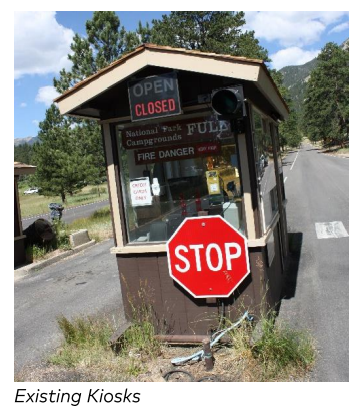 OPEN
CLOSED
National Park
Campgrounds
FULL
FIRE DANGER
STOP
Existing Kiosks